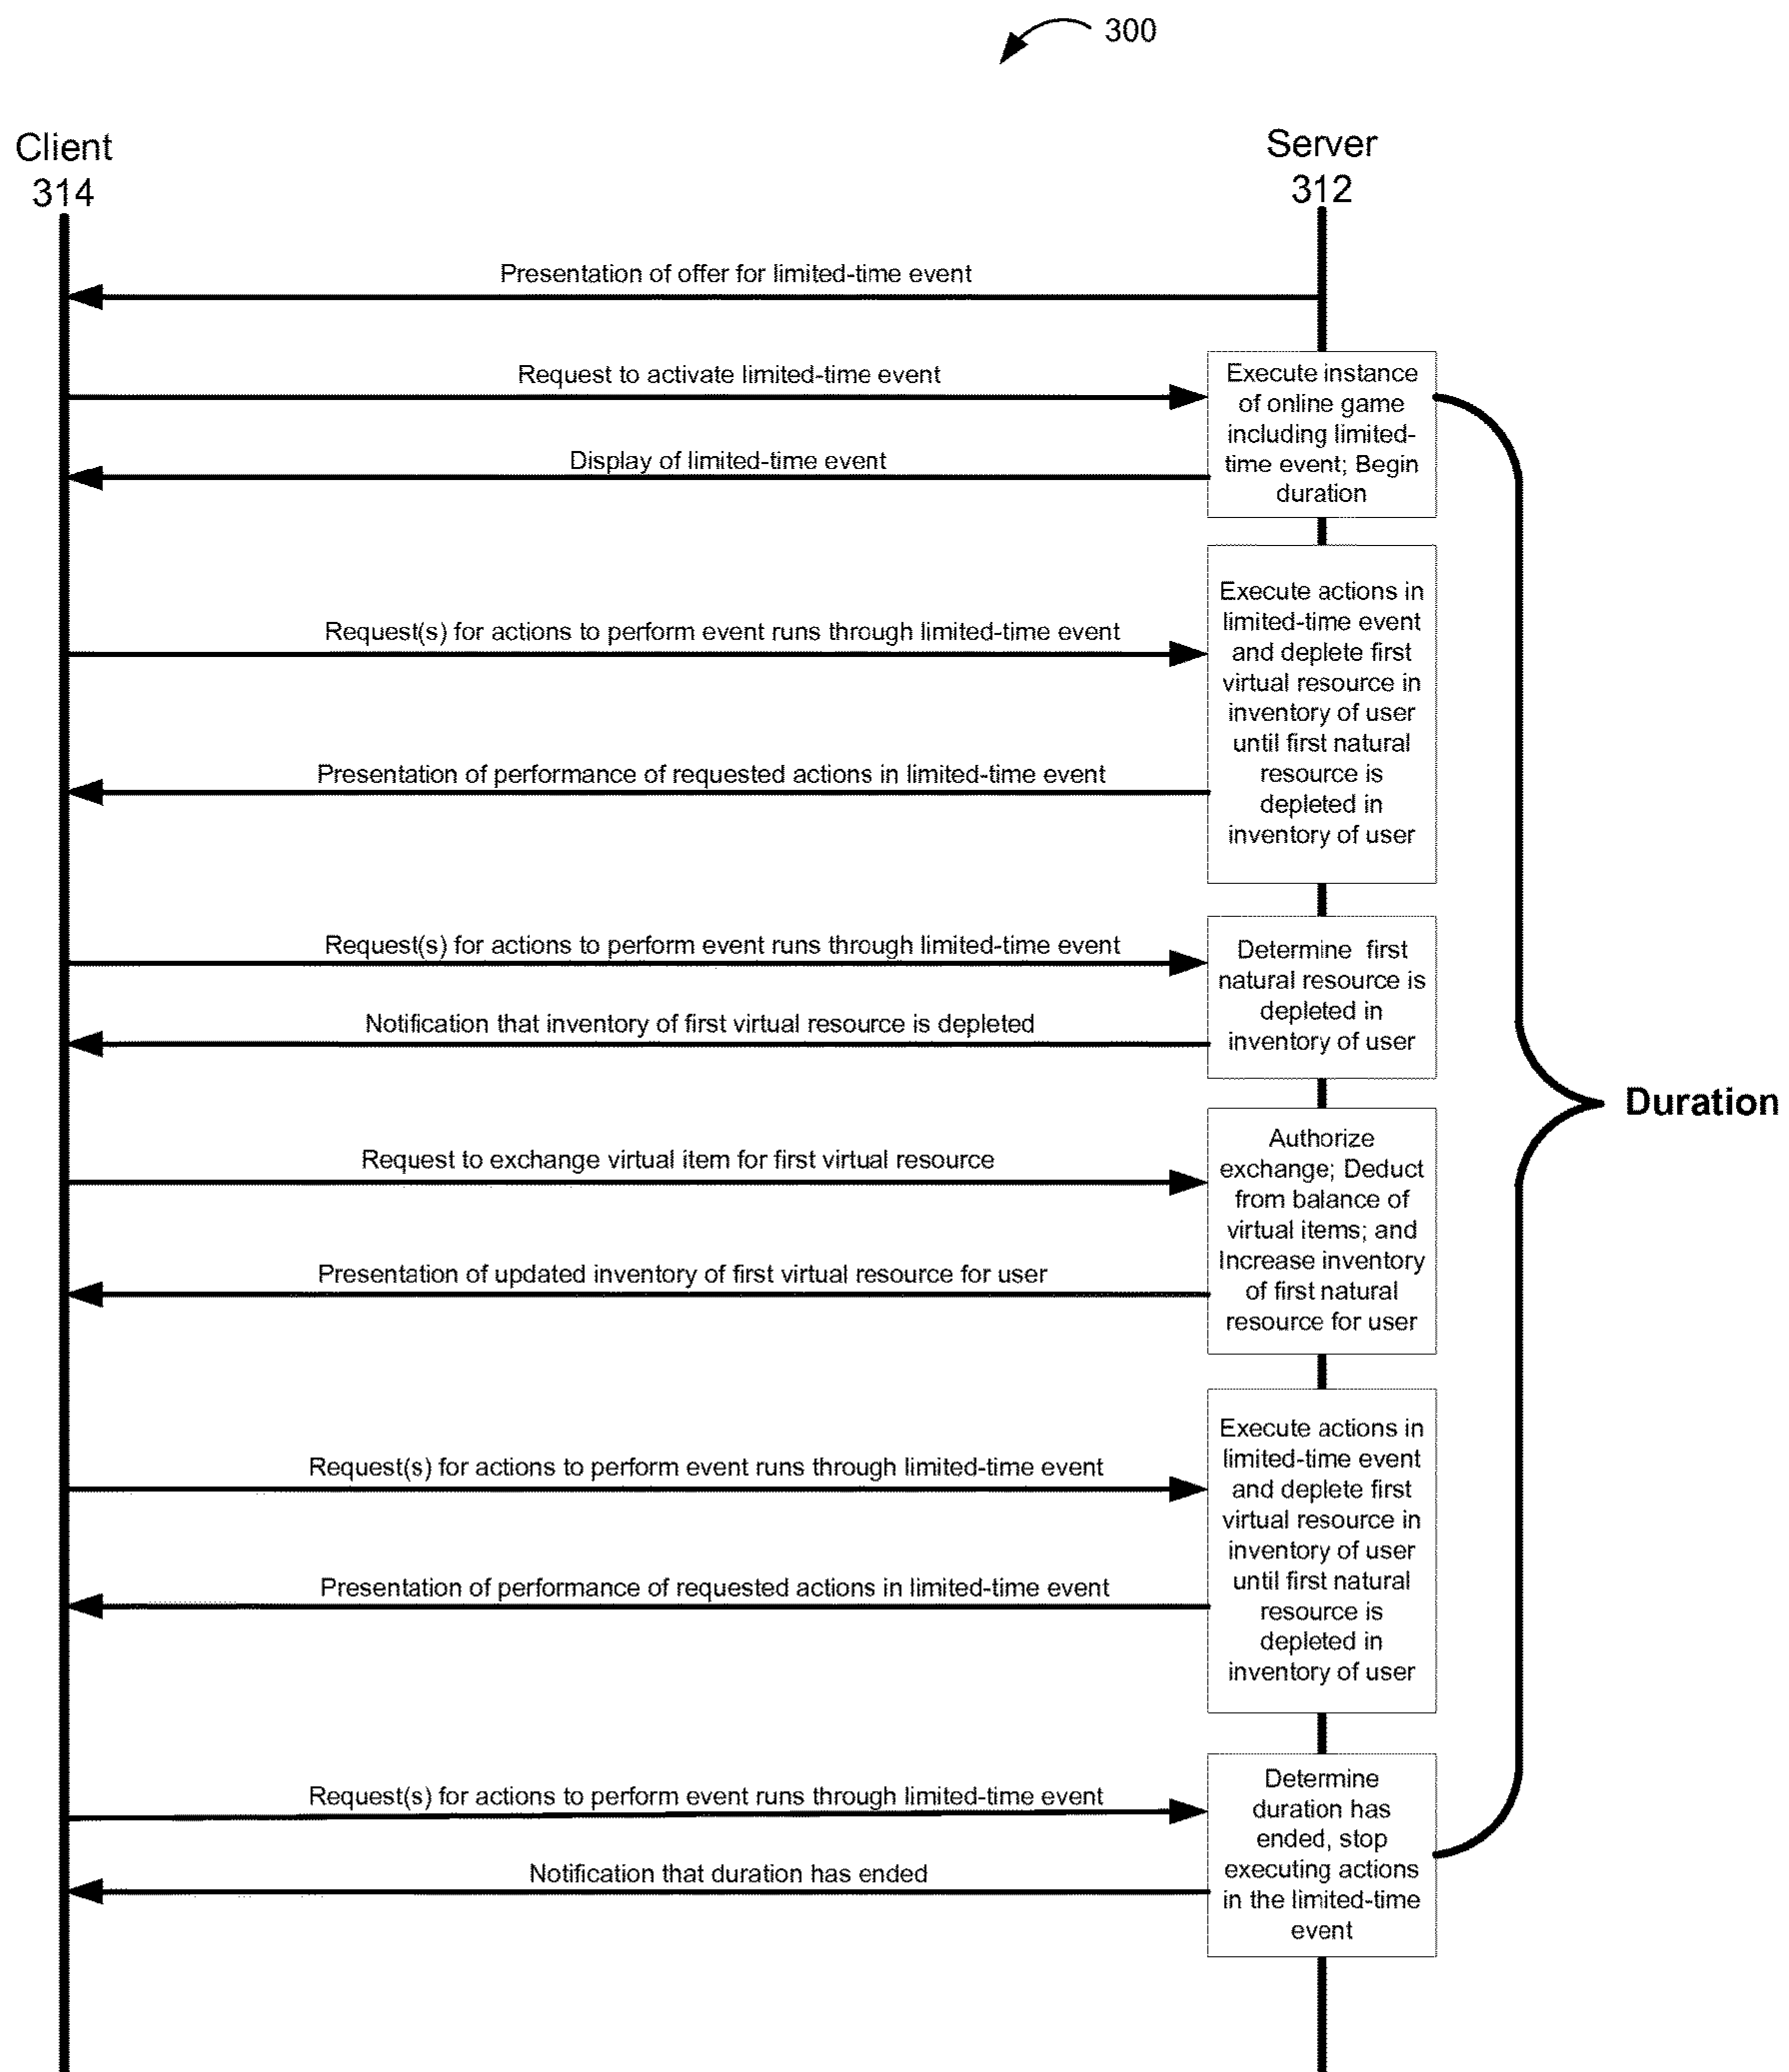 300
Client
314
Server
312
Presentation of offer for limited-time event
Request to activate limited-time event
Display of limited-time event
Execute instance
of online game
including limited-
time event; Begin
duration
Request(s) for actions to perform event runs through limited-time event
Presentation of performance of requested actions in limited-time event
Execute actions in
limited-time event
and deplete first
virtual resource in
inventory of user
until first natural
resource is
depleted in
inventory of user
Request(s) for actions to perform event runs through limited-time event
Notification that inventory of first virtual resource is depleted
Determine first
natural resource is
depleted in
inventory of user
Duration
Request to exchange virtual item for first virtual resource
Presentation of updated inventory of first virtual resource for user
Authorize
exchange; Deduct
from balance of
virtual items; and
Increase inventory
of first natural
resource for user
Request(s) for actions to perform event runs through limited-time event
Presentation of performance of requested actions in limited-time event
Execute actions in
limited-time event
and deplete first
virtual resource in
inventory of user
until first natural
resource is
depleted in
inventory of user
Request(s) for actions to perform event runs through limited-time event
Notification that duration has ended
Determine
duration has
ended, stop
executing actions
in the limited-time
event